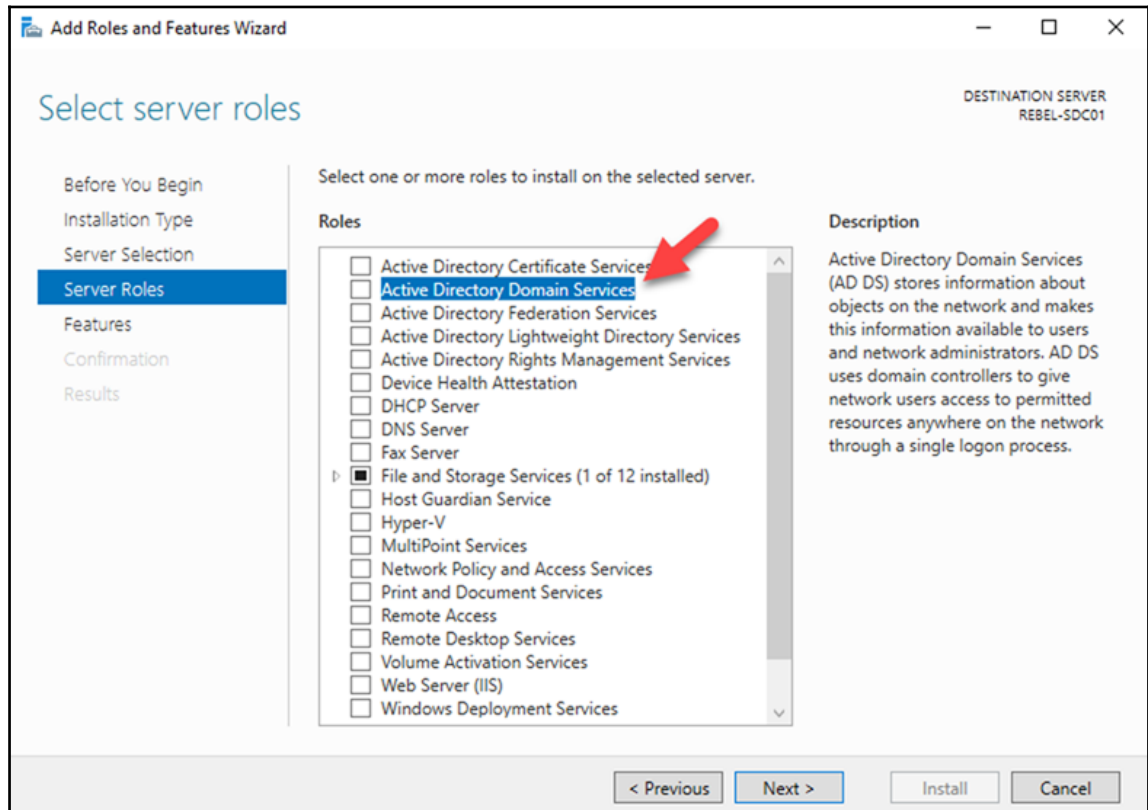 Add Roles and Features Wizard
Select server roles
DESTINATION SERVER
REBEL-SDC01
Before You Begin
Installation Type
Server Selection
Server Roles
Features
Confirmation
Results
Select one or more roles to install on the selected server.
Roles
Active Directory Certificate Services
Active Directory Domain Services
Active Directory Federation Services
Active Directory Lightweight Directory Services
Active Directory Rights Management Services
Device Health Attestation
DHCP Server
DNS Server
Fax Server
File and Storage Services (1 of 12 installed)
Host Guardian Service
Hyper-V
MultiPoint Services
Network Policy and Access Services
Print and Document Services
Remote Access
Remote Desktop Services
Volume Activation Services
Web Server (IIS)
Windows Deployment Services
Description
Active Directory Domain Services
(AD DS) stores information about
objects on the network and makes
this information available to users
and network administrators. AD DS
uses domain controllers to give
network users access to permitted
resources anywhere on the network
through a single logon process.
< Previous
Next >
Install
Cancel